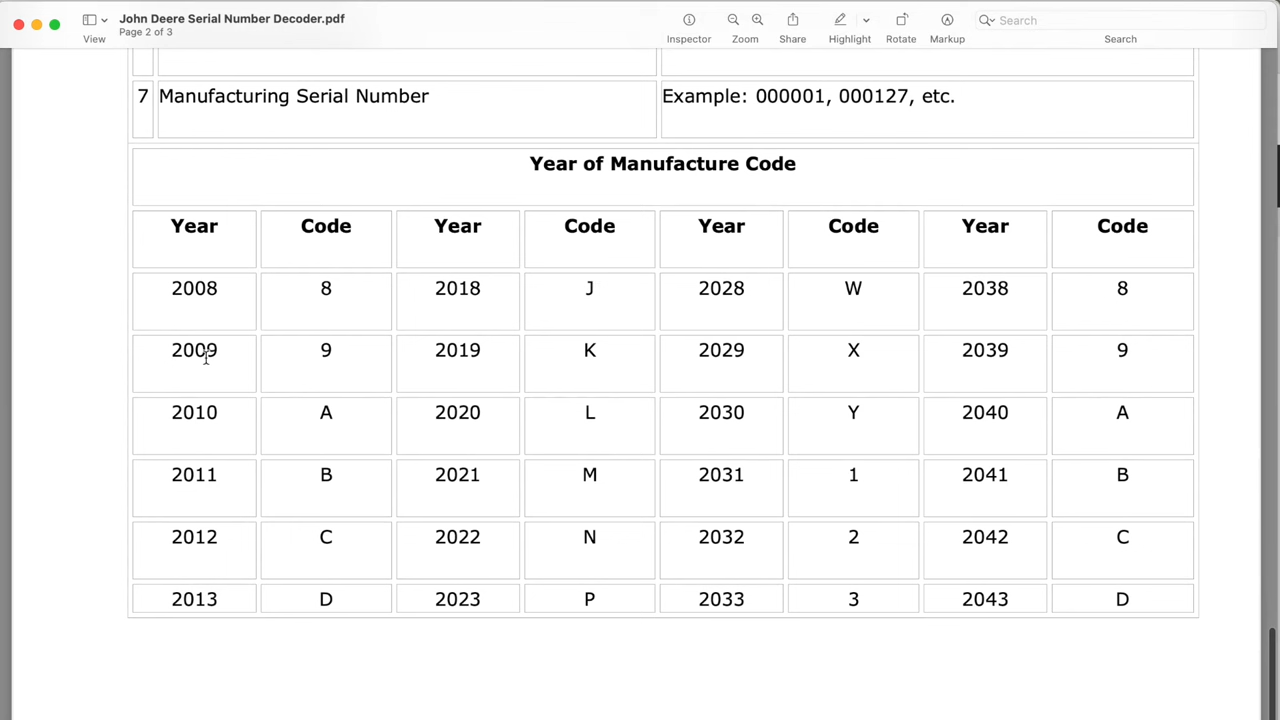 John Deere Serial Number Decoder.pdf
Page 2 of 3
View
Inspector
Zoom
Share
Highlight
Rotate
Markup
Search
Search
7 Manufacturing Serial Number Example: 000001, 000127, etc.
Year of Manufacture Code
Year Code Year Code Year Code Year Code
2008 8 2018 J 2028 W 2038 8
2009 9 2019 K 2029 X 2039 9
2010 A 2020 L 2030 Y 2040 A
2011 B 2021 M 2031 1 2041 B
2012 C 2022 N 2032 2 2042 C
2013 D 2023 P 2033 3 2043 D